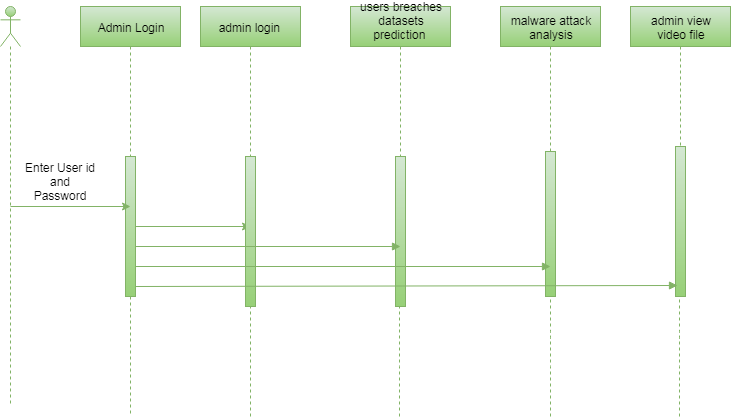 users breaches
datasets
prediction
Admin Login
admin login
malware attack
analysis
admin view
video file
Enter User id
and
Password